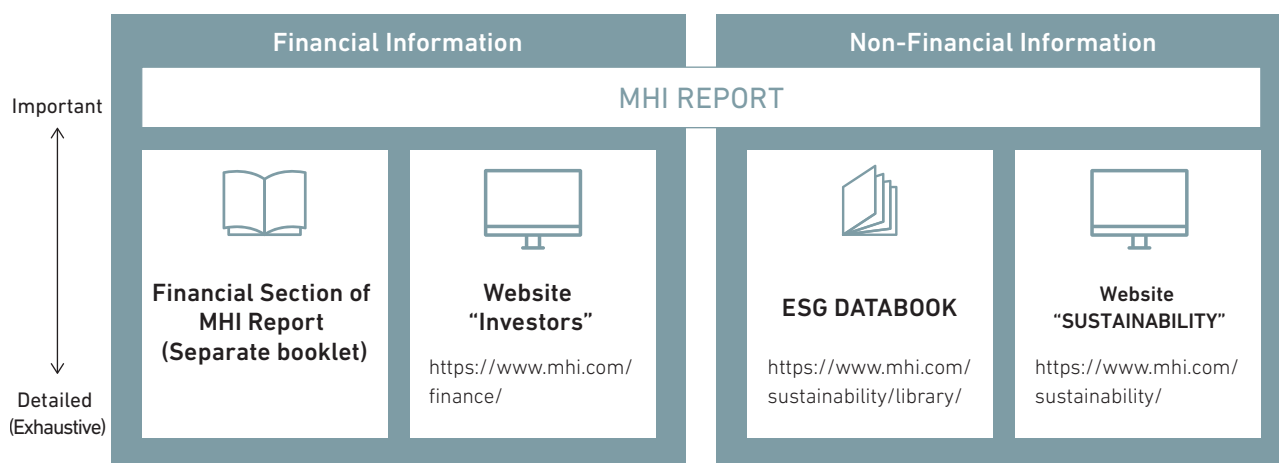 Financial Information
Non-Financial Information
MHI REPORT
Important
Detailed
(Exhaustive)
Financial Section of
MHI Report
(Separate booklet)
Website
“Investors”
https://www.mhi.com/
finance/
ESG DATABOOK
https://www.mhi.com/
sustainability/library/
Website
“SUSTAINABILITY”
https://www.mhi.com/
sustainability/